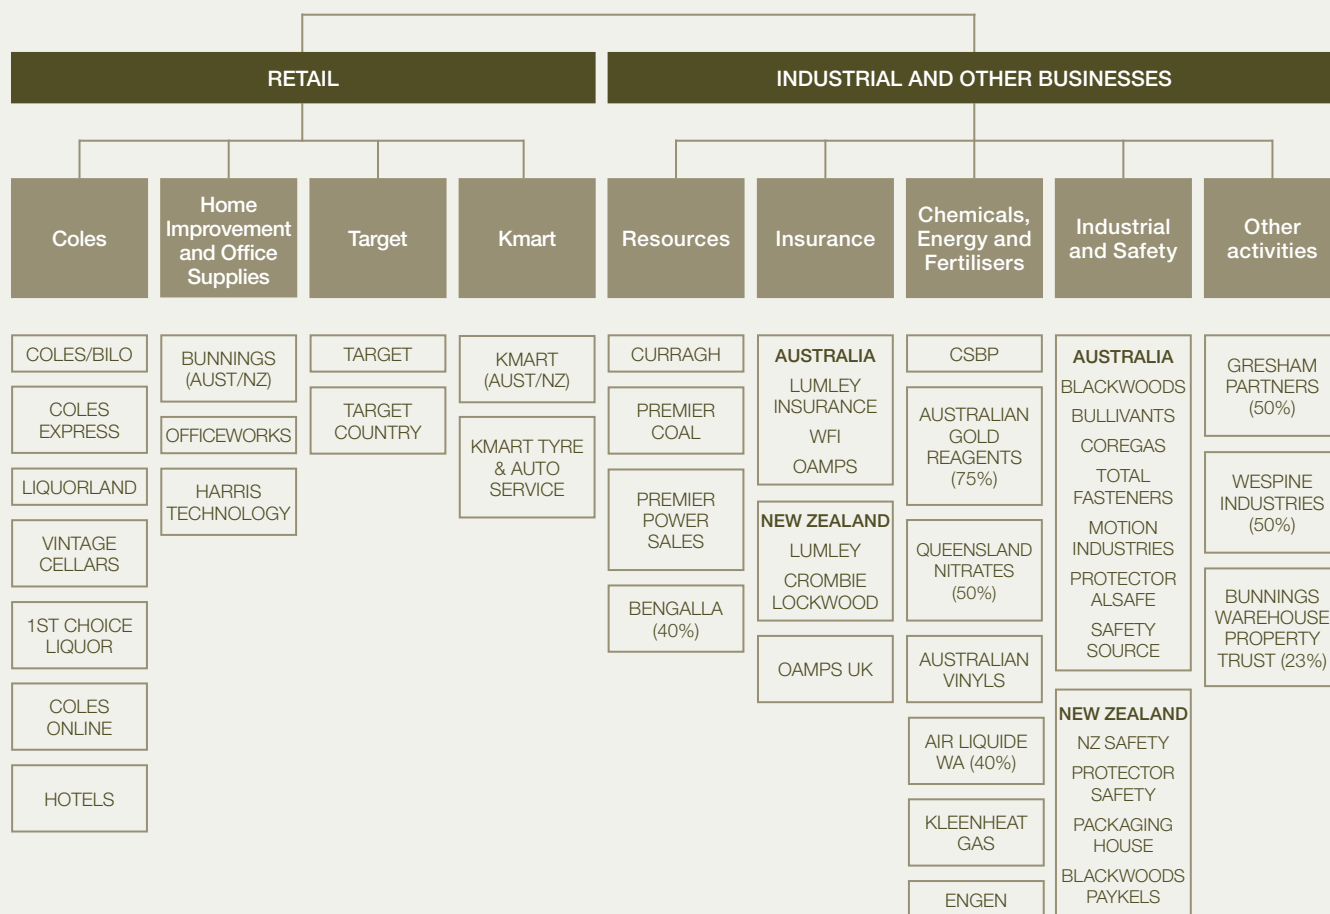 RETAIL
INDUSTRIAL AND OTHER BUSINESSES
Coles
Home
Improvement
and Office
Supplies
Target
Kmart
Resources
Insurance
Chemicals,
Energy and
Fertilisers
Industrial
and Safety
Other
activities
COLES/BILO
COLES
EXPRESS
LIQUORLAND
VINTAGE
CELLARS
1ST CHOICE
LIQUOR
COLES
ONLINE
HOTELS
BUNNINGS
(AUST/NZ)
OFFICEWORKS
HARRIS
TECHNOLOGY
TARGET
TARGET
COUNTRY
KMART
(AUST/NZ)
KMART TYRE
& AUTO
SERVICE
CURRAGH
PREMIER
COAL
PREMIER
POWER
SALES
BENGALLA
(40%)
AUSTRALIA
LUMLEY
INSURANCE
WFI
OAMPS
NEW ZEALAND
LUMLEY
CROMBIE
LOCKWOOD
OAMPS UK
CSBP
AUSTRALIAN
GOLD
REAGENTS
(75%)
QUEENSLAND
NITRATES
(50%)
AUSTRALIAN
VINYLS
AIR LIQUIDE
WA (40%)
KLEENHEAT
GAS
ENGEN
AUSTRALIA
BLACKWOODS
BULLIVANTS
COREGAS
TOTAL
FASTENERS
MOTION
INDUSTRIES
PROTECTOR
ALSAFE
SAFETY
SOURCE
NEW ZEALAND
NZ SAFETY
PROTECTOR
SAFETY
PACKAGING
HOUSE
BLACKWOODS
PAYKELS
GRESHAM
PARTNERS
(50%)
WESPINE
INDUSTRIES
(50%)
BUNNINGS
WAREHOUSE
PROPERTY
TRUST (23%)